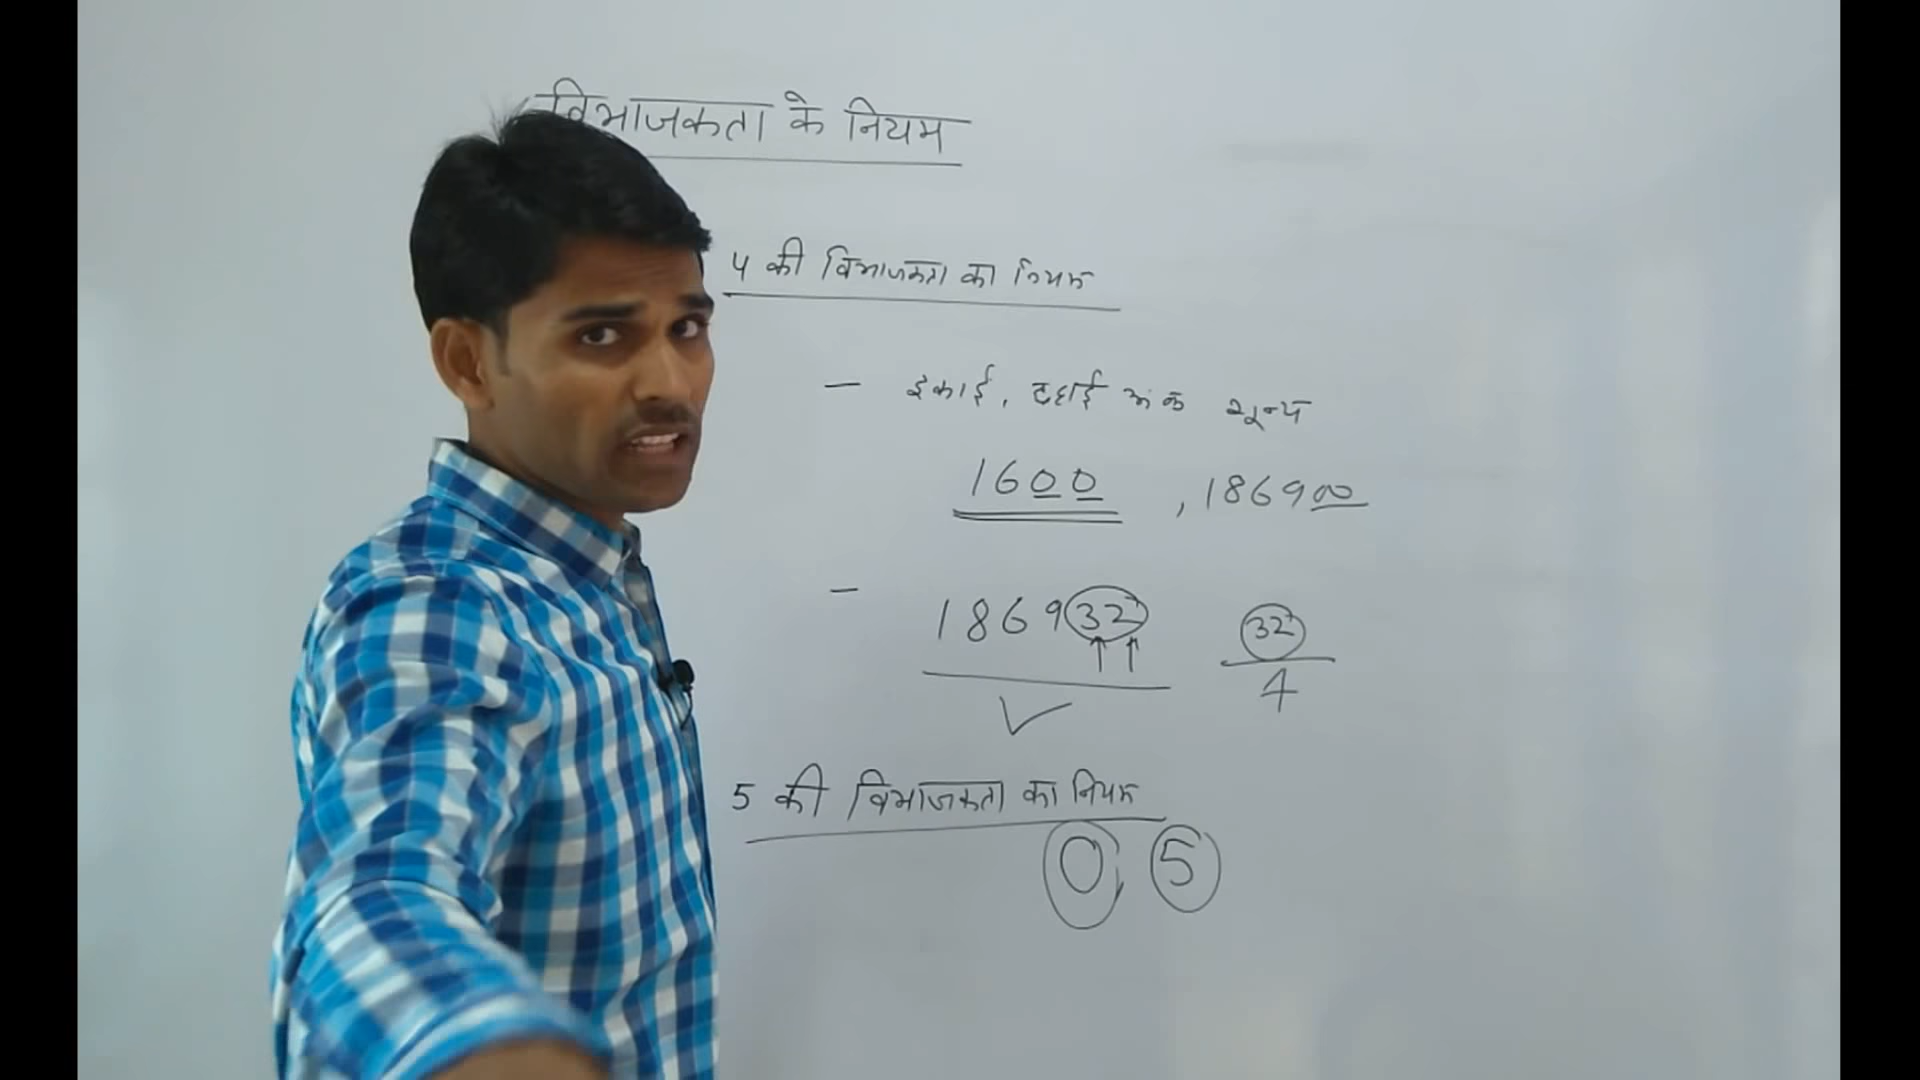 विभाजकता के नियम
4 की विभाजकता का नियम
- इकाई, दहाई अंक शून्य
1600 , 186900
- 186932 32/4
✓
5 की विभाजकता का नियम
0, 5